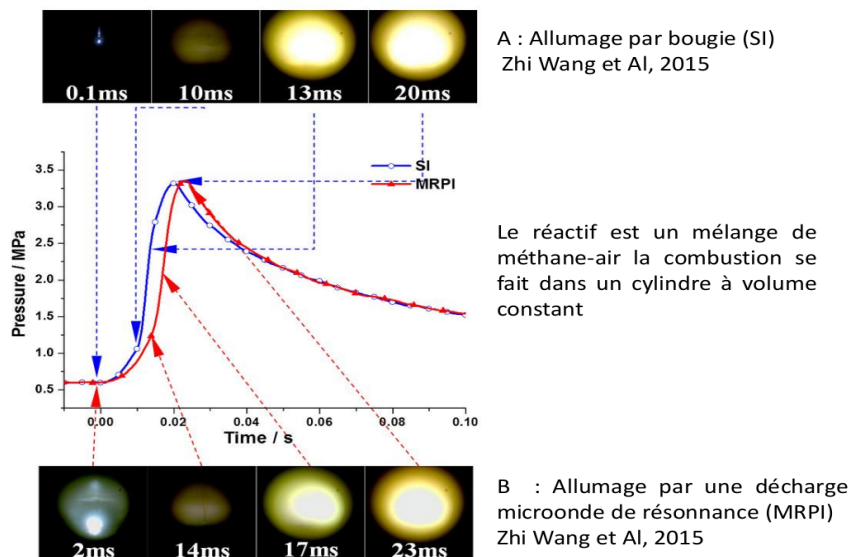 A : Allumage par bougie (SI)
Zhi Wang et Al, 2015
0.1ms
10ms
13ms
20ms
SI
MRPI
Pressure / MPa
3.5
3.0
2.5
2.0
1.5
1.0
0.5
0.00
0.02
0.04
0.06
0.08
0.10
Time / s
Le réactif est un mélange de
méthane-air la combustion se
fait dans un cylindre à volume
constant
2ms
14ms
17ms
23ms
B : Allumage par une décharge
microonde de résonnance (MRPI)
Zhi Wang et Al, 2015